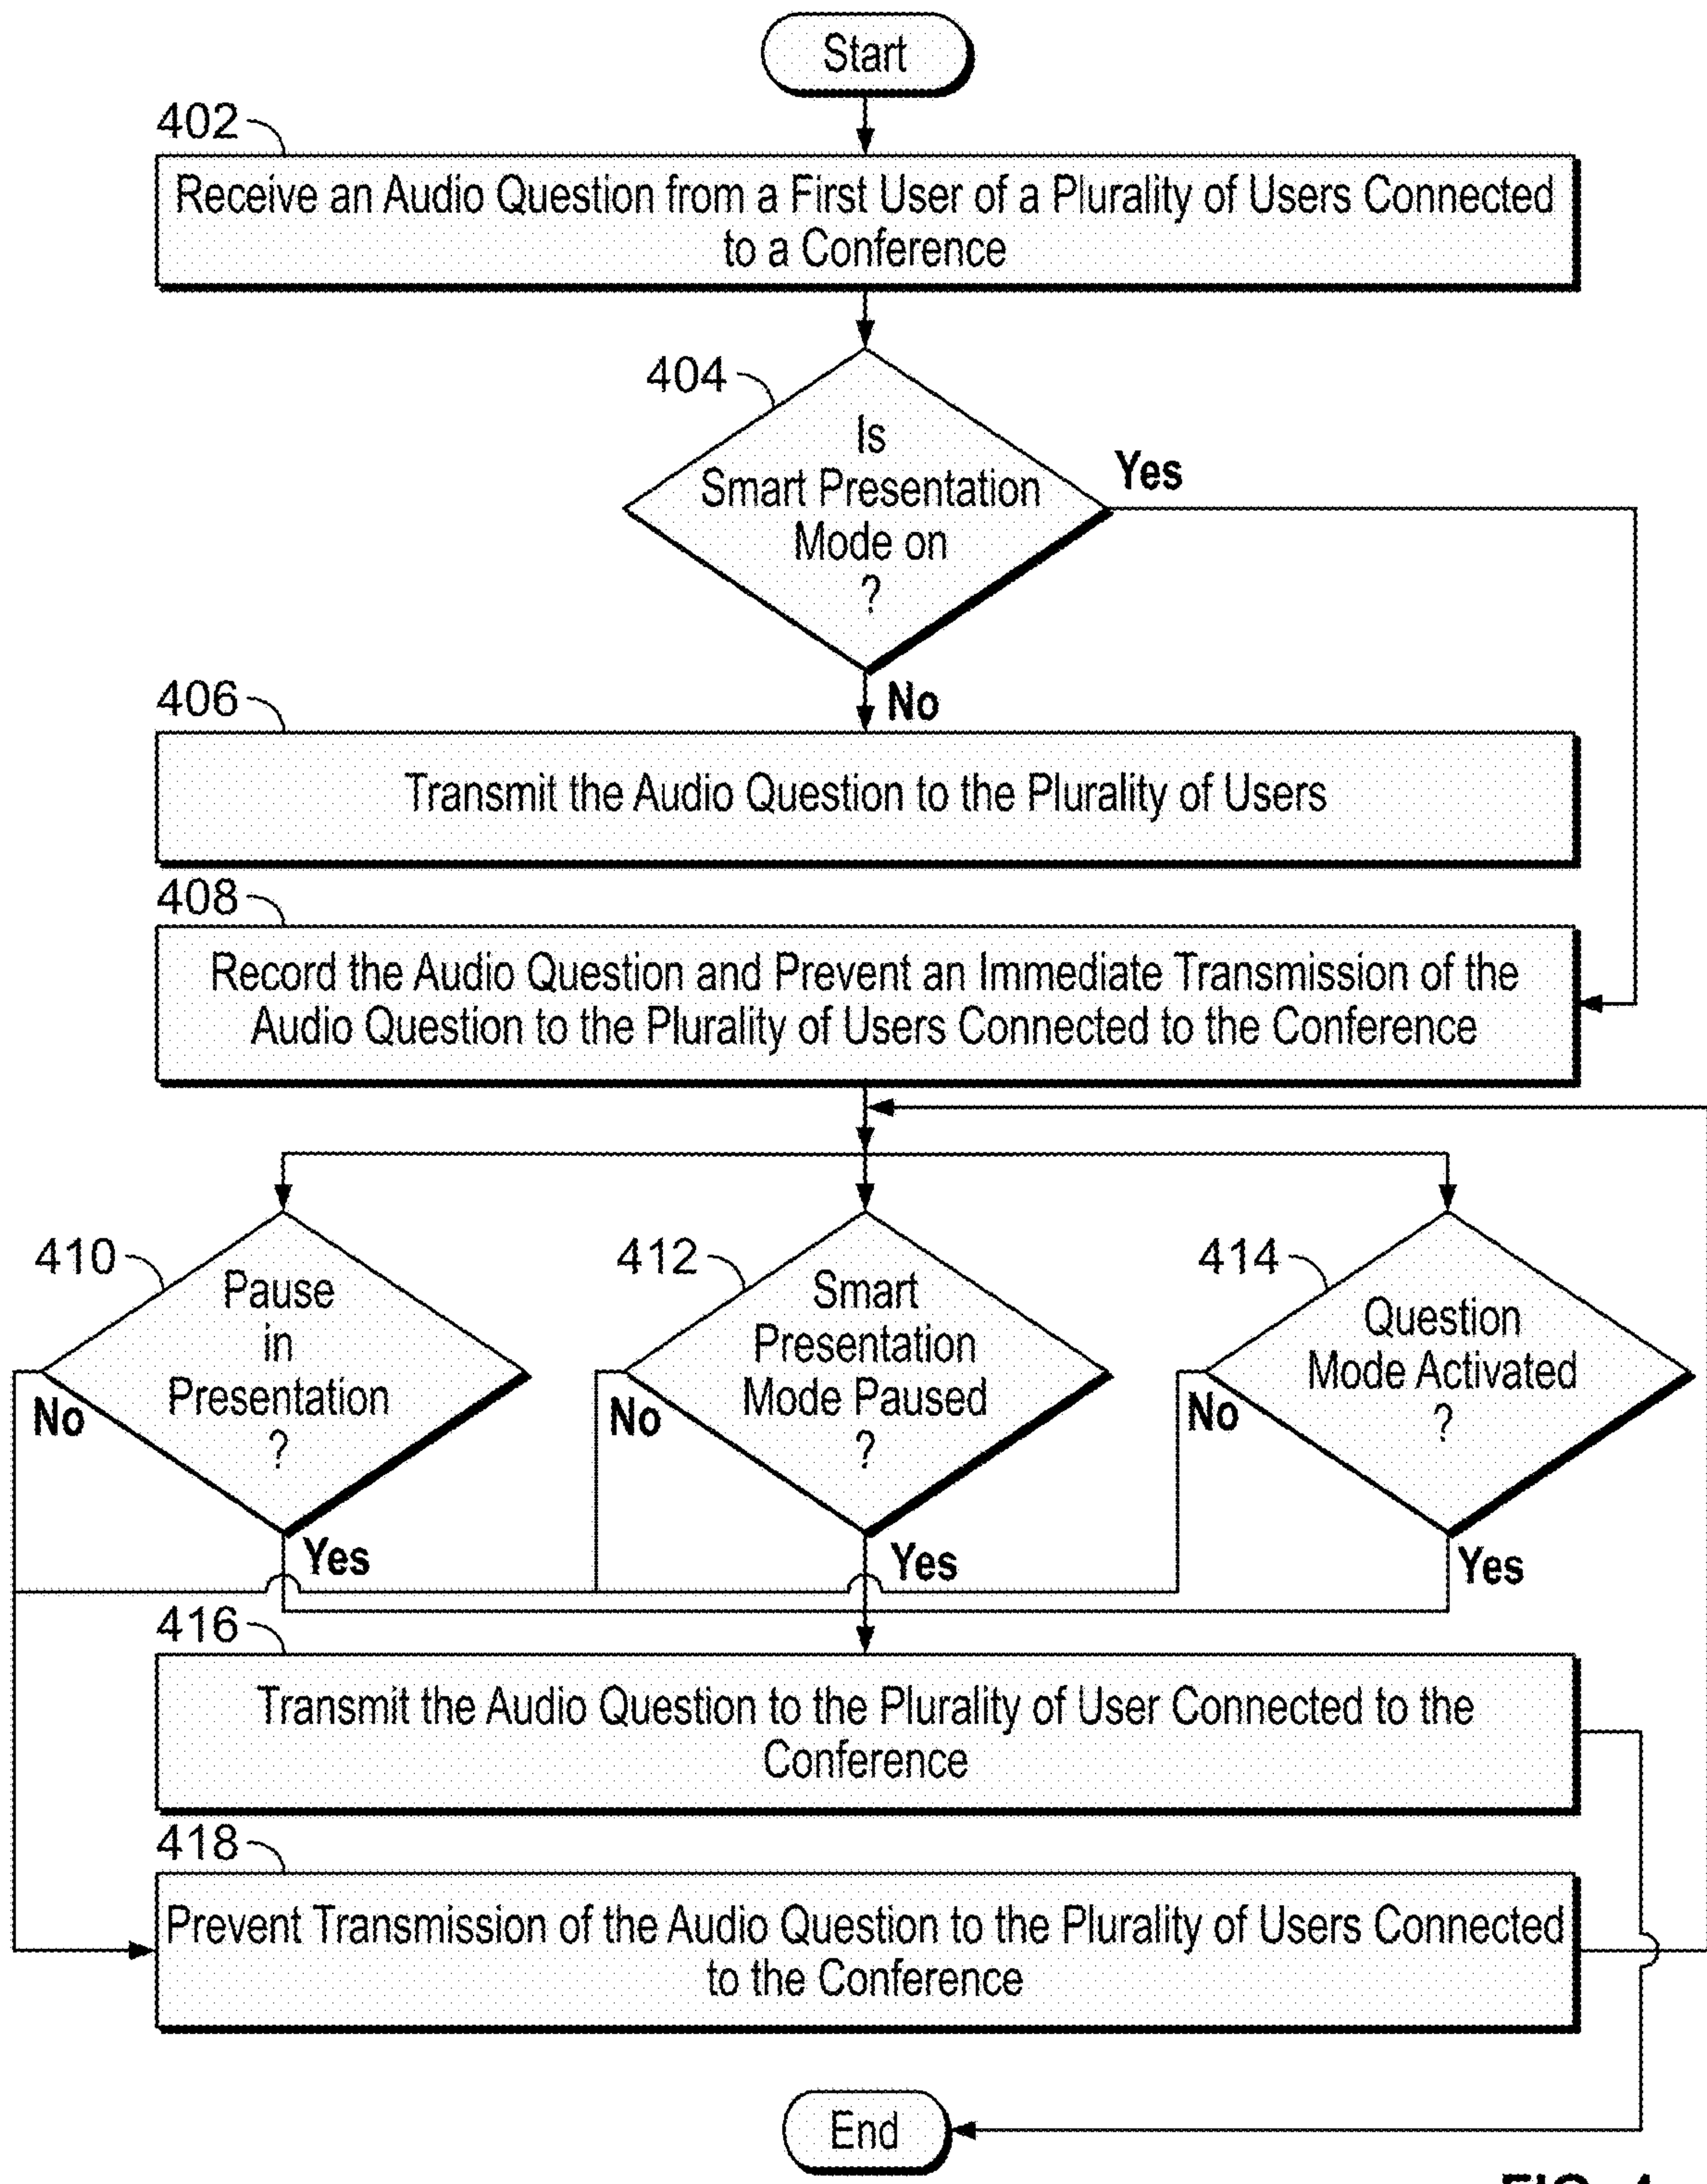 Start
402
Receive an Audio Question from a First User of a Plurality of Users Connected
to a Conference
404
Is
Smart Presentation
Mode on
?
Yes
No
406
Transmit the Audio Question to the Plurality of Users
408
Record the Audio Question and Prevent an Immediate Transmission of the
Audio Question to the Plurality of Users Connected to the Conference
410
Pause
in
Presentation
?
No
Yes
412
Smart
Presentation
Mode Paused
?
No
Yes
414
Question
Mode Activated
?
No
Yes
416
Transmit the Audio Question to the Plurality of User Connected to the
Conference
418
Prevent Transmission of the Audio Question to the Plurality of Users Connected
to the Conference
End